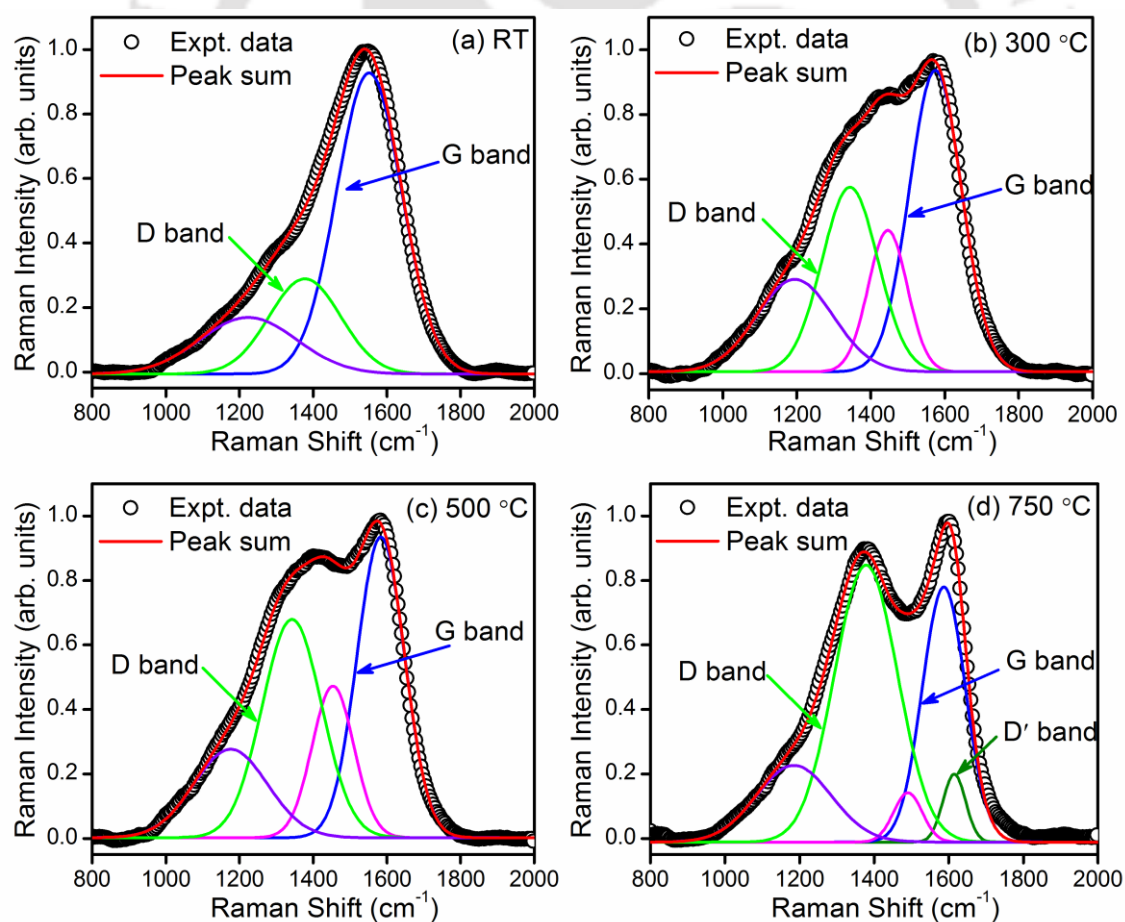 Expt. data
Peak sum
(a) RT
G band
D band
Raman Intensity (arb. units)
1.0
0.8
0.6
0.4
0.2
0.0
800 1000 1200 1400 1600 1800 2000
Raman Shift (cm⁻¹)
Expt. data
Peak sum
(b) 300 °C
G band
D band
Raman Intensity (arb. units)
1.0
0.8
0.6
0.4
0.2
0.0
800 1000 1200 1400 1600 1800 2000
Raman Shift (cm⁻¹)
Expt. data
Peak sum
(c) 500 °C
G band
D band
Raman Intensity (arb. units)
1.0
0.8
0.6
0.4
0.2
0.0
800 1000 1200 1400 1600 1800 2000
Raman Shift (cm⁻¹)
Expt. data
Peak sum
(d) 750 °C
D band
G band
D′ band
Raman Intensity (arb. units)
1.0
0.8
0.6
0.4
0.2
0.0
800 1000 1200 1400 1600 1800 2000
Raman Shift (cm⁻¹)